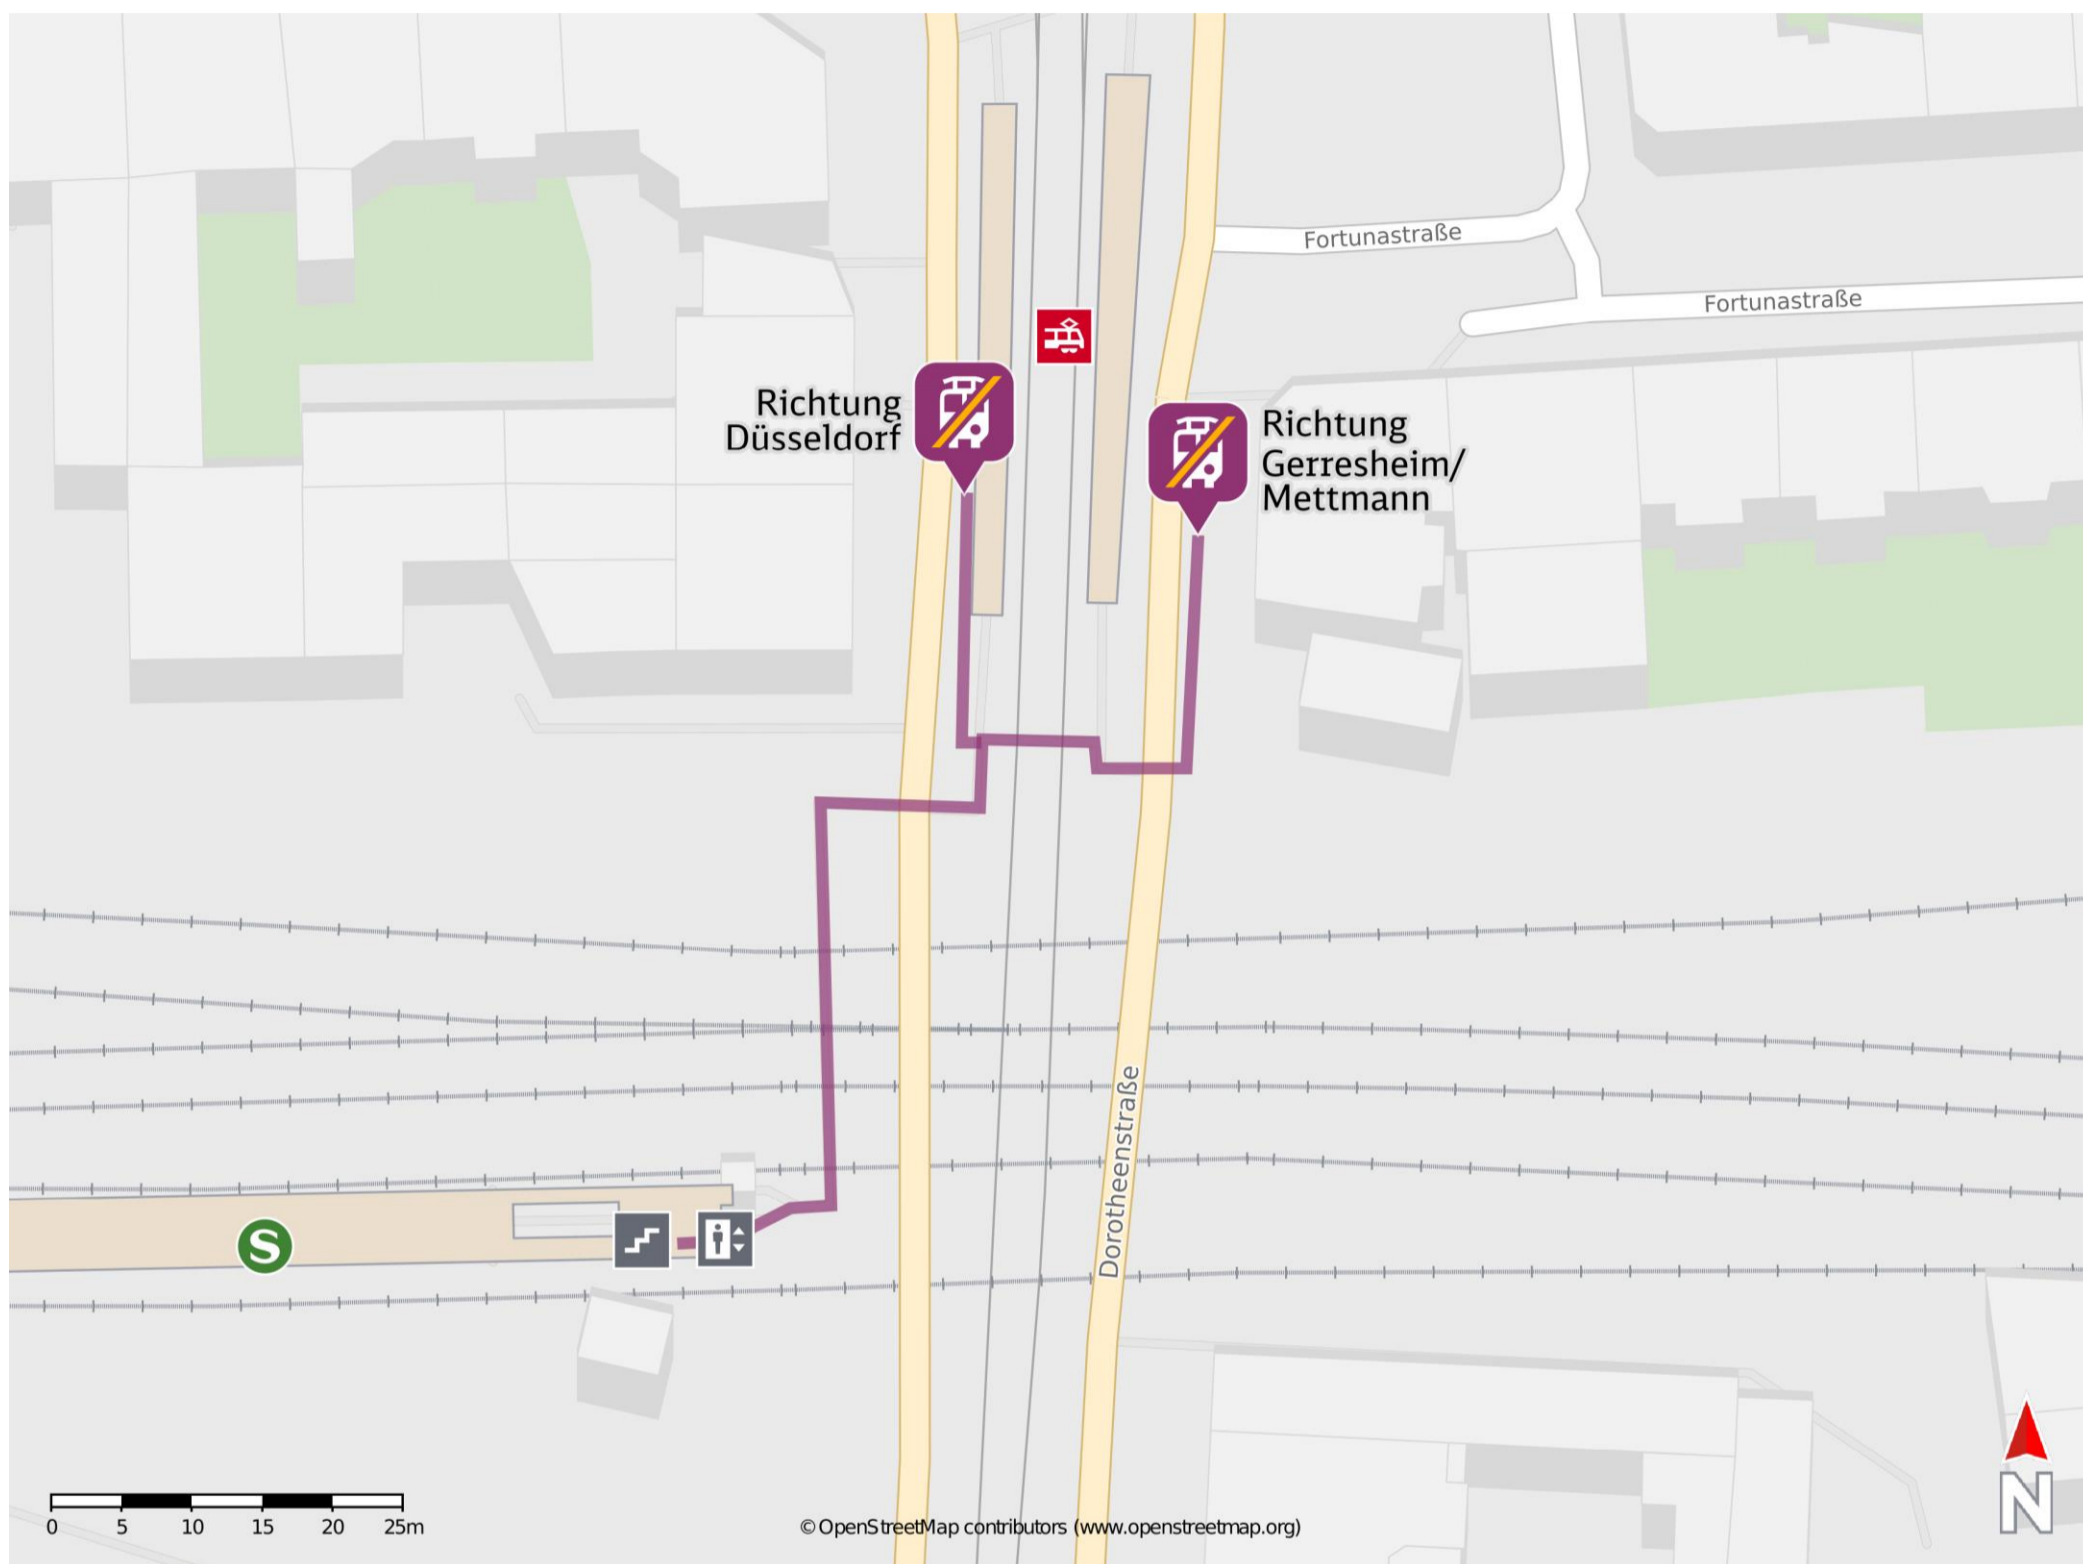 Fortunastraße
Fortunastraße
Richtung
Düsseldorf
Richtung
Gerresheim/
Mettmann
Dorotheenstraße
S
0 5 10 15 20 25m
© OpenStreetMap contributors (www.openstreetmap.org)
N